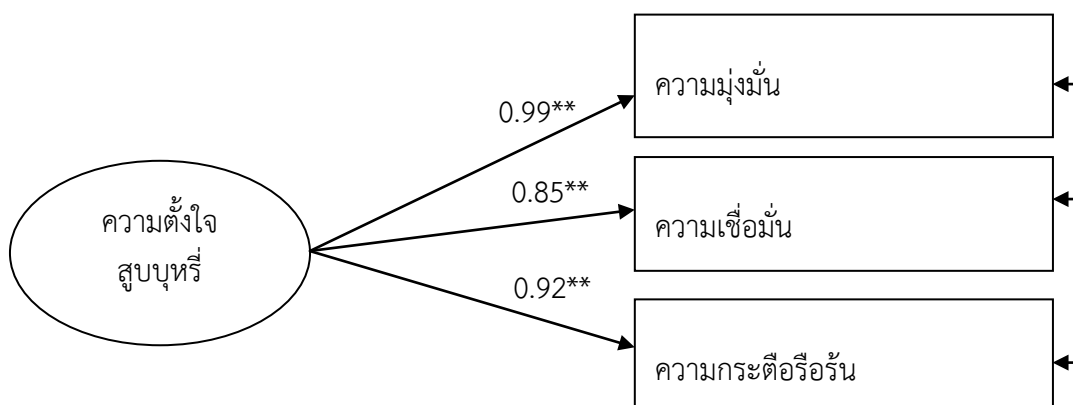 ความมุ่งมั่น
0.99**
0.85**
ความตั้งใจ
สูบบุหรี่
ความเชื่อมั่น
0.92**
ความกระตือรือร้น